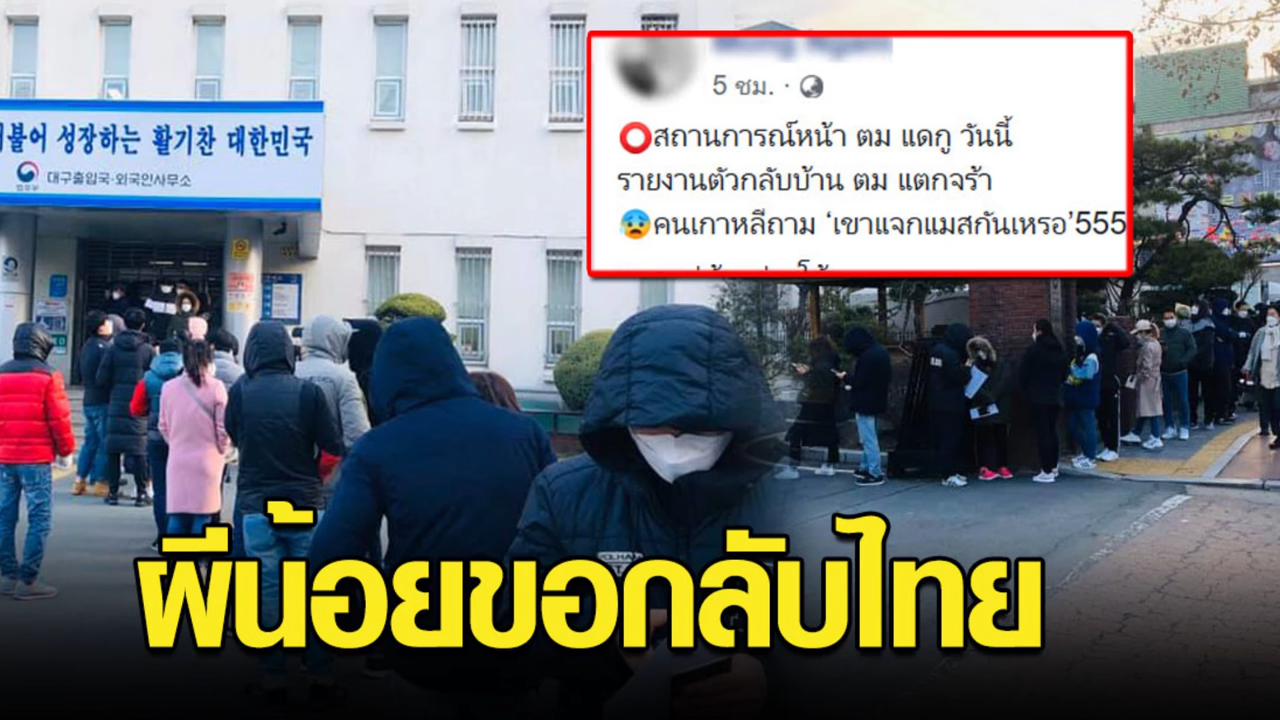 불어 성장하는 활기찬 대한민국
법무부
대구출입국·외국인사무소
5 ชม. ·
⭕สถานการณ์หน้า ตม แดกู วันนี้
รายงานตัวกลับบ้าน ตม แตกจร้า
😰คนเกาหลีถาม ‘เขาแจกแมสกันเหรอ’555
ผีน้อยขอกลับไทย